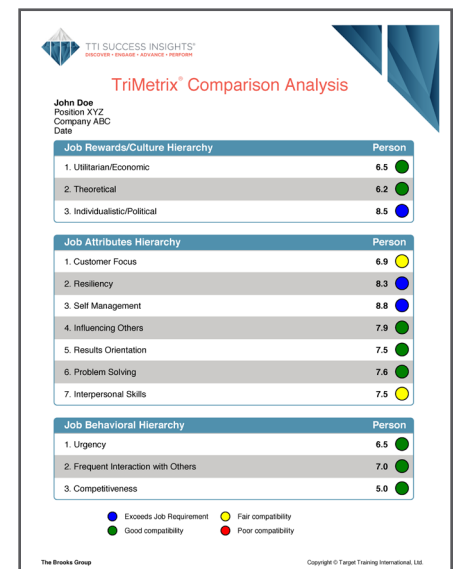 TTI SUCCESS INSIGHTS®
DISCOVER • ENGAGE • ADVANCE • PERFORM
TriMetrix® Comparison Analysis
John Doe
Position XYZ
Company ABC
Date
Job Rewards/Culture Hierarchy Person
1. Utilitarian/Economic 6.5
2. Theoretical 6.2
3. Individualistic/Political 8.5
Job Attributes Hierarchy Person
1. Customer Focus 6.9
2. Resiliency 8.3
3. Self Management 8.8
4. Influencing Others 7.9
5. Results Orientation 7.5
6. Problem Solving 7.6
7. Interpersonal Skills 7.5
Job Behavioral Hierarchy Person
1. Urgency 6.5
2. Frequent Interaction with Others 7.0
3. Competitiveness 5.0
Exceeds Job Requirement Fair compatibility
Good compatibility Poor compatibility
The Brooks Group Copyright © Target Training International, Ltd.